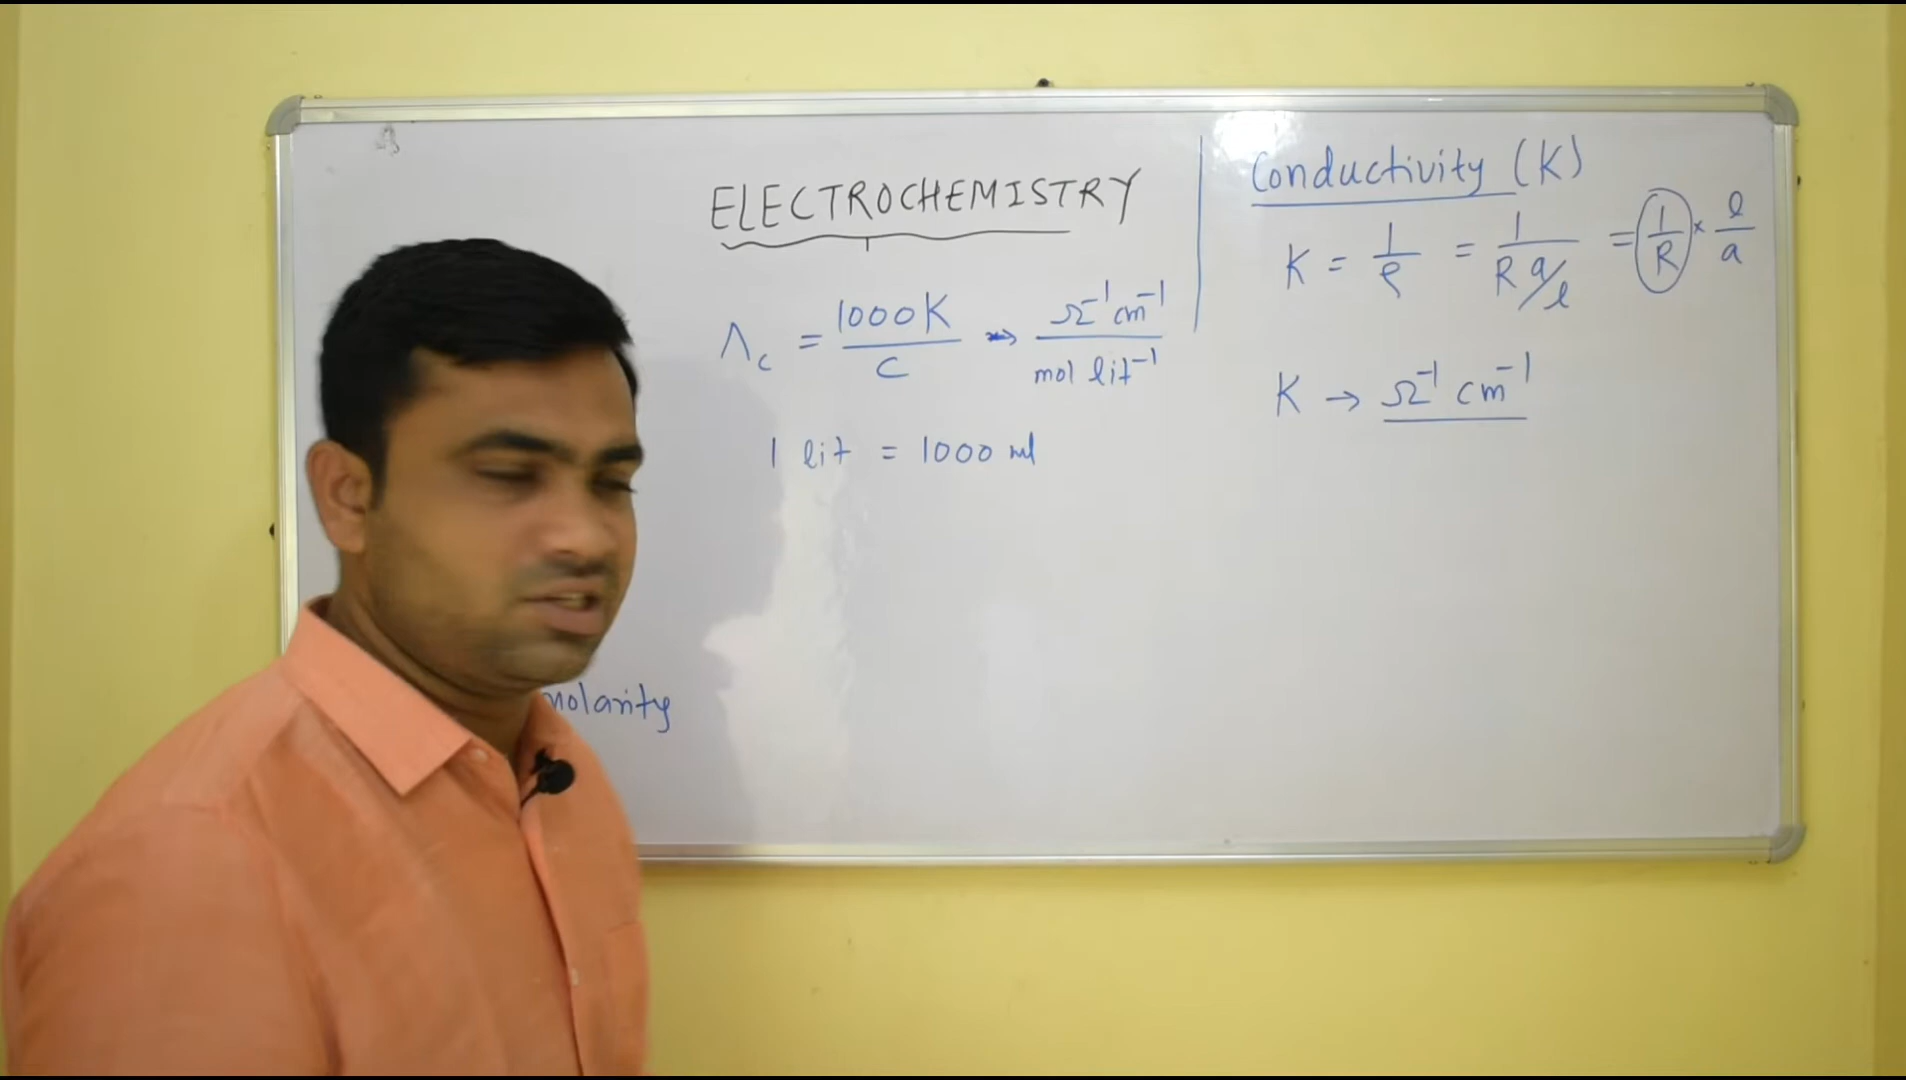 ELECTROCHEMISTRY
Λc = 1000K / C → Ω⁻¹ cm⁻¹ / mol lit⁻¹
1 lit = 1000 ml
molarity
Conductivity (K)
K = 1/ρ = 1 / R a/l = 1/R × l/a
K → Ω⁻¹ cm⁻¹